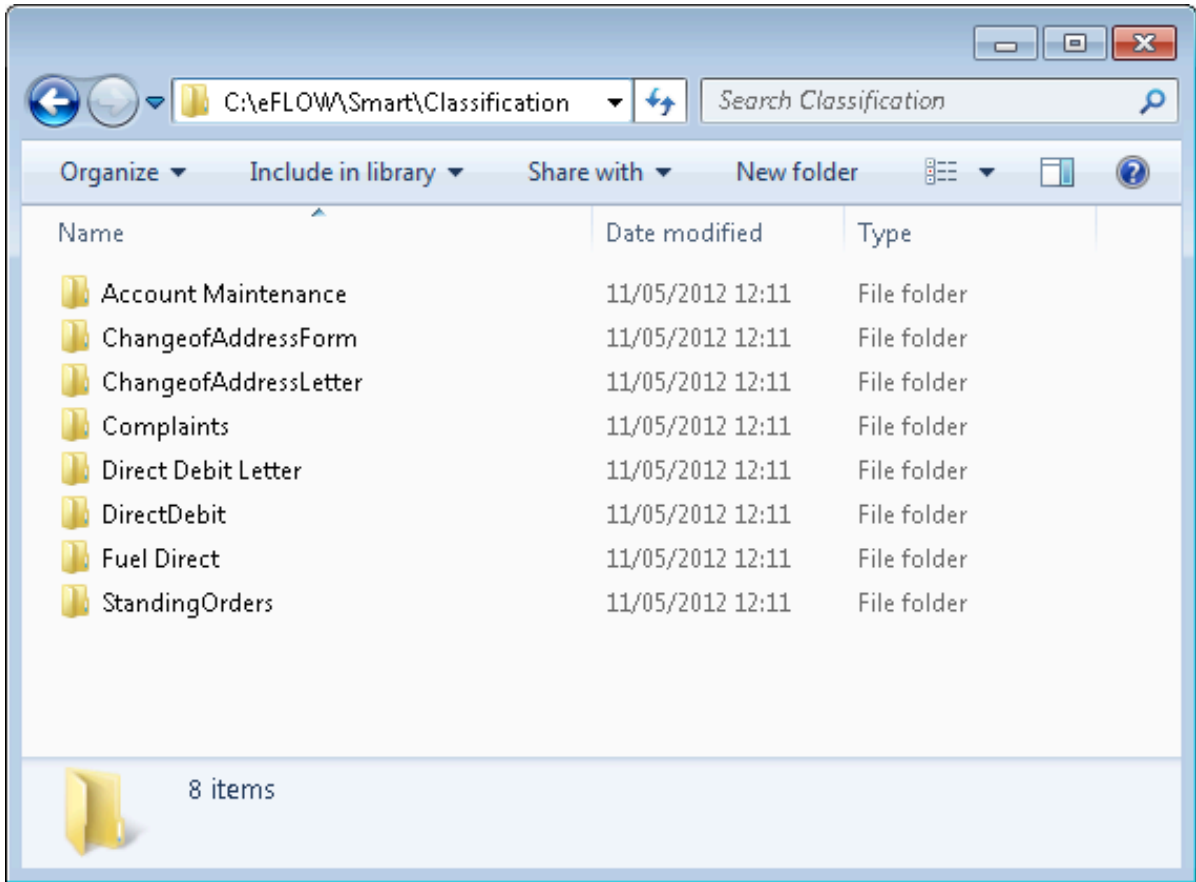 C:\eFLOW\Smart\Classification Search Classification
Organize Include in library Share with New folder
Name Date modified Type
Account Maintenance 11/05/2012 12:11 File folder
ChangeofAddressForm 11/05/2012 12:11 File folder
ChangeofAddressLetter 11/05/2012 12:11 File folder
Complaints 11/05/2012 12:11 File folder
Direct Debit Letter 11/05/2012 12:11 File folder
DirectDebit 11/05/2012 12:11 File folder
Fuel Direct 11/05/2012 12:11 File folder
StandingOrders 11/05/2012 12:11 File folder
8 items